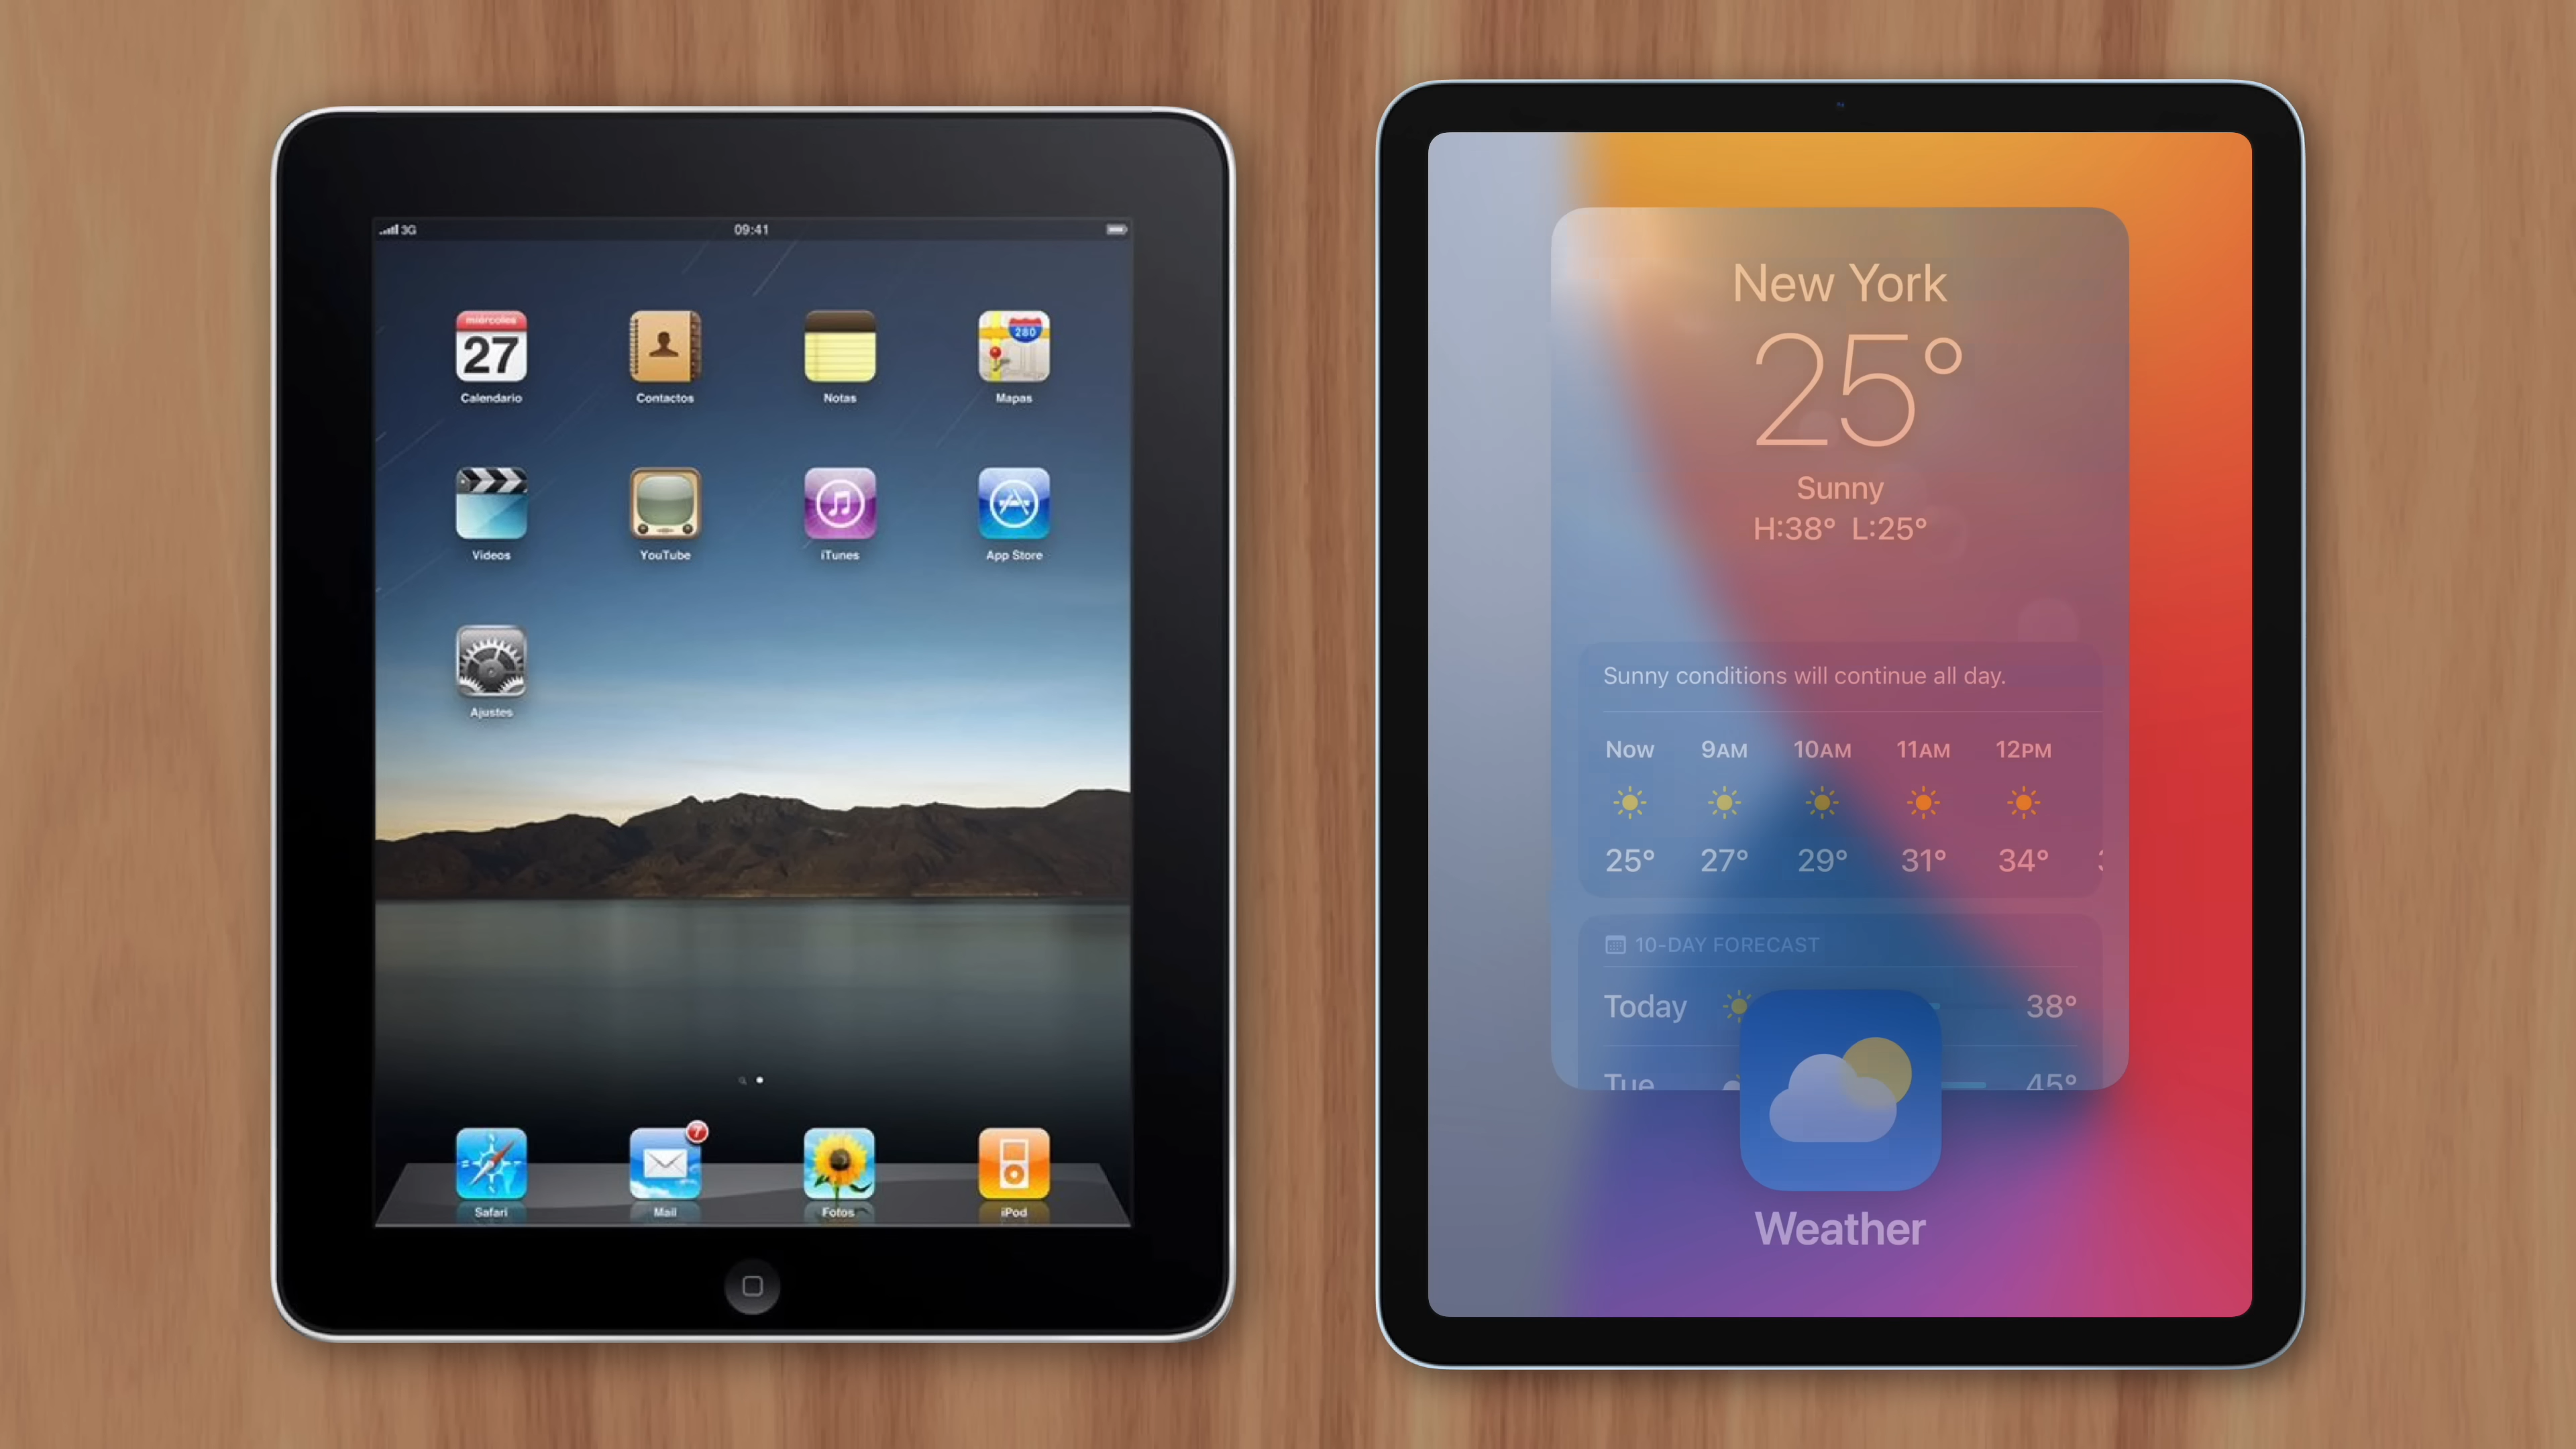 3G 09:41
miércoles
27 280
Calendario Contactos Notas Mapas
Videos YouTube iTunes App Store
Ajustes
7
Safari Mail Fotos iPod
New York
25°
Sunny
H:38° L:25°
Sunny conditions will continue all day.
Now 9AM 10AM 11AM 12PM
25° 27° 29° 31° 34°
10-DAY FORECAST
Today 38°
Tue 45°
Weather